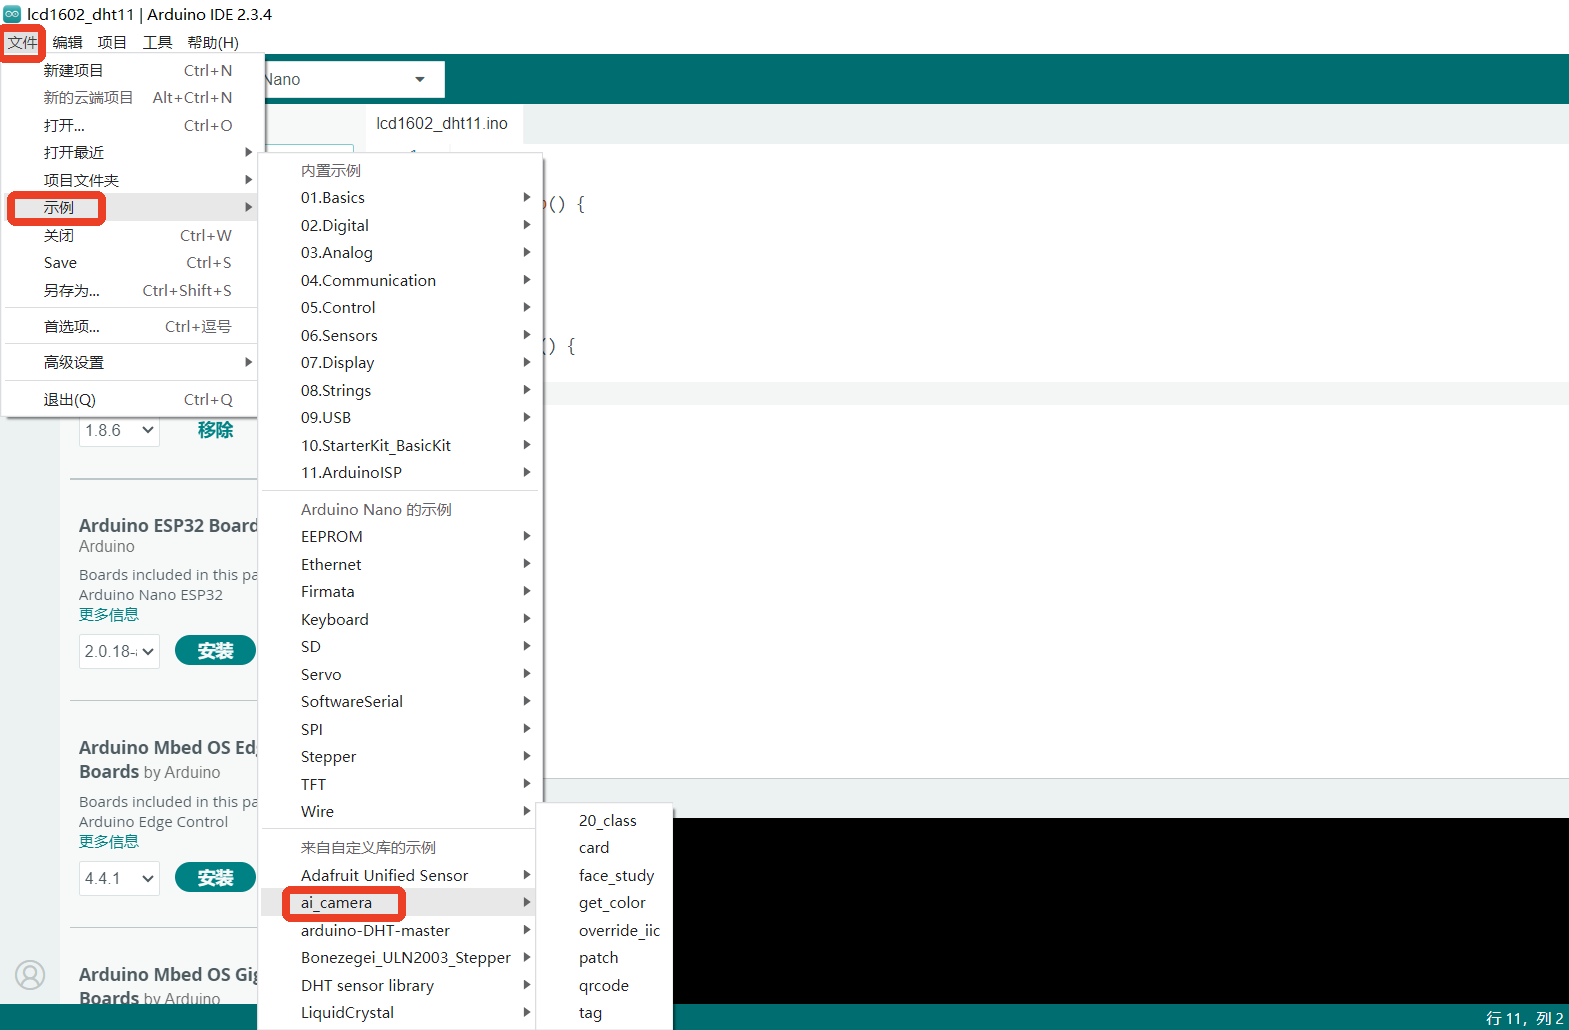 lcd1602_dht11 | Arduino IDE 2.3.4
文件 编辑 项目 工具 帮助(H)
新建项目 Ctrl+N
新的云端项目 Alt+Ctrl+N
打开... Ctrl+O
打开最近
项目文件夹
示例
关闭 Ctrl+W
Save Ctrl+S
另存为... Ctrl+Shift+S
首选项... Ctrl+逗号
高级设置
退出(Q) Ctrl+Q
Nano
lcd1602_dht11.ino
() {
() {
内置示例
01.Basics
02.Digital
03.Analog
04.Communication
05.Control
06.Sensors
07.Display
08.Strings
09.USB
10.StarterKit_BasicKit
11.ArduinoISP
Arduino Nano 的示例
EEPROM
Ethernet
Firmata
Keyboard
SD
Servo
SoftwareSerial
SPI
Stepper
TFT
Wire
来自自定义库的示例
Adafruit Unified Sensor
ai_camera
arduino-DHT-master
Bonezegei_ULN2003_Stepper
DHT sensor library
LiquidCrystal
20_class
card
face_study
get_color
override_iic
patch
qrcode
tag
1.8.6 移除
Arduino ESP32 Board
Arduino
Boards included in this pa
Arduino Nano ESP32
更多信息
2.0.18- 安装
Arduino Mbed OS Edg
Boards by Arduino
Boards included in this pa
Arduino Edge Control
更多信息
4.4.1 安装
Arduino Mbed OS Gig
Boards by Arduino
行 11，列 2